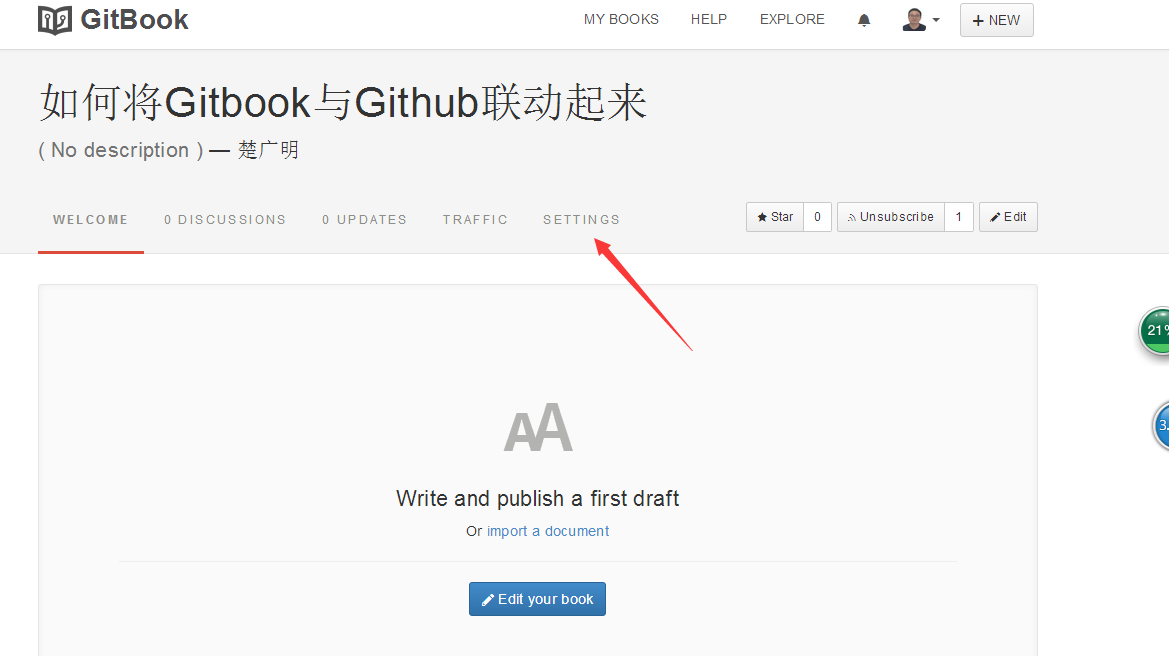 GitBook MY BOOKS HELP EXPLORE NEW
如何将Gitbook与Github联动起来
( No description ) — 楚广明
WELCOME 0 DISCUSSIONS 0 UPDATES TRAFFIC SETTINGS Star 0 Unsubscribe 1 Edit
21%
3.
AA
Write and publish a first draft
Or import a document
Edit your book